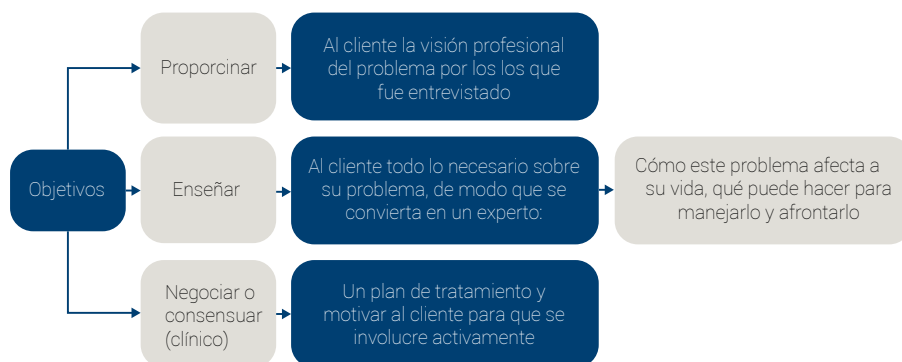 Objetivos
Proporcinar
Al cliente la visión profesional
del problema por los los que
fue entrevistado
Enseñar
Al cliente todo lo necesario sobre
su problema, de modo que se
convierta en un experto:
Cómo este problema afecta a
su vida, qué puede hacer para
manejarlo y afrontarlo
Negociar o
consensuar
(clínico)
Un plan de tratamiento y
motivar al cliente para que se
involucre activamente